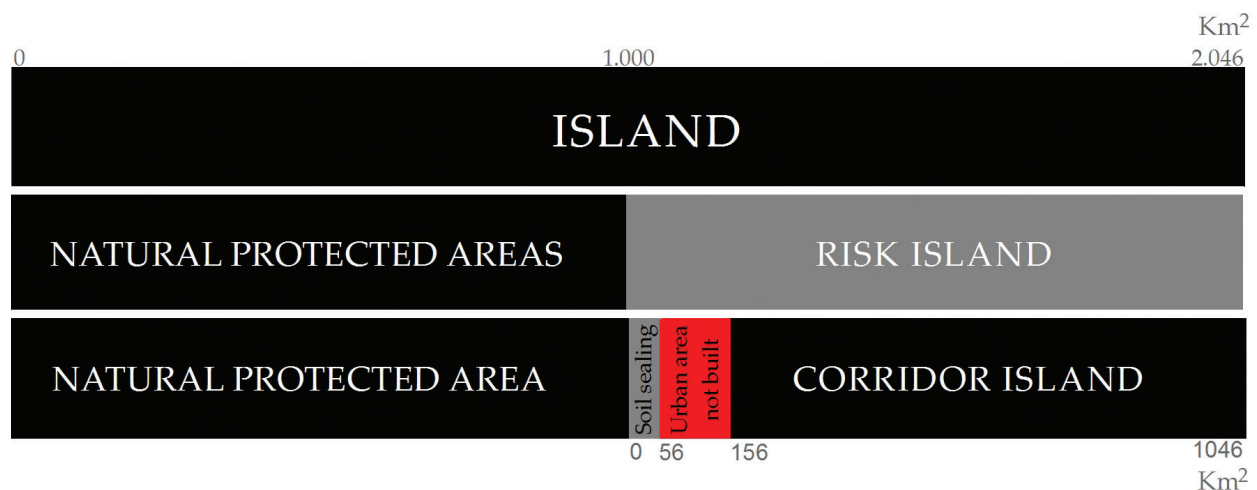 Km²
0 1.000 2.046
ISLAND
NATURAL PROTECTED AREAS RISK ISLAND
NATURAL PROTECTED AREA
Soil sealing
Urban area
not built
CORRIDOR ISLAND
0 56 156 1046
Km²